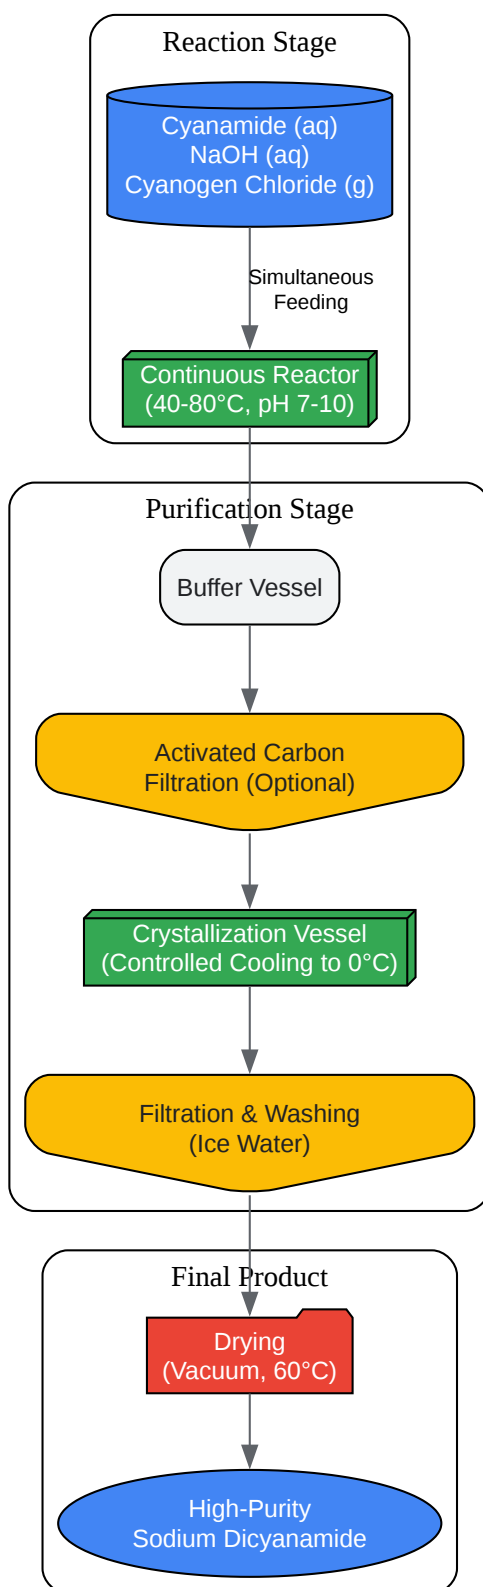 Reaction Stage
Cyanamide (aq)
NaOH (aq)
Cyanogen Chloride (g)
Simultaneous
Feeding
Continuous Reactor
(40-80°C, pH 7-10)
Purification Stage
Buffer Vessel
Activated Carbon
Filtration (Optional)
Crystallization Vessel
(Controlled Cooling to 0°C)
Filtration & Washing
(Ice Water)
Final Product
Drying
(Vacuum, 60°C)
High-Purity
Sodium Dicyanamide